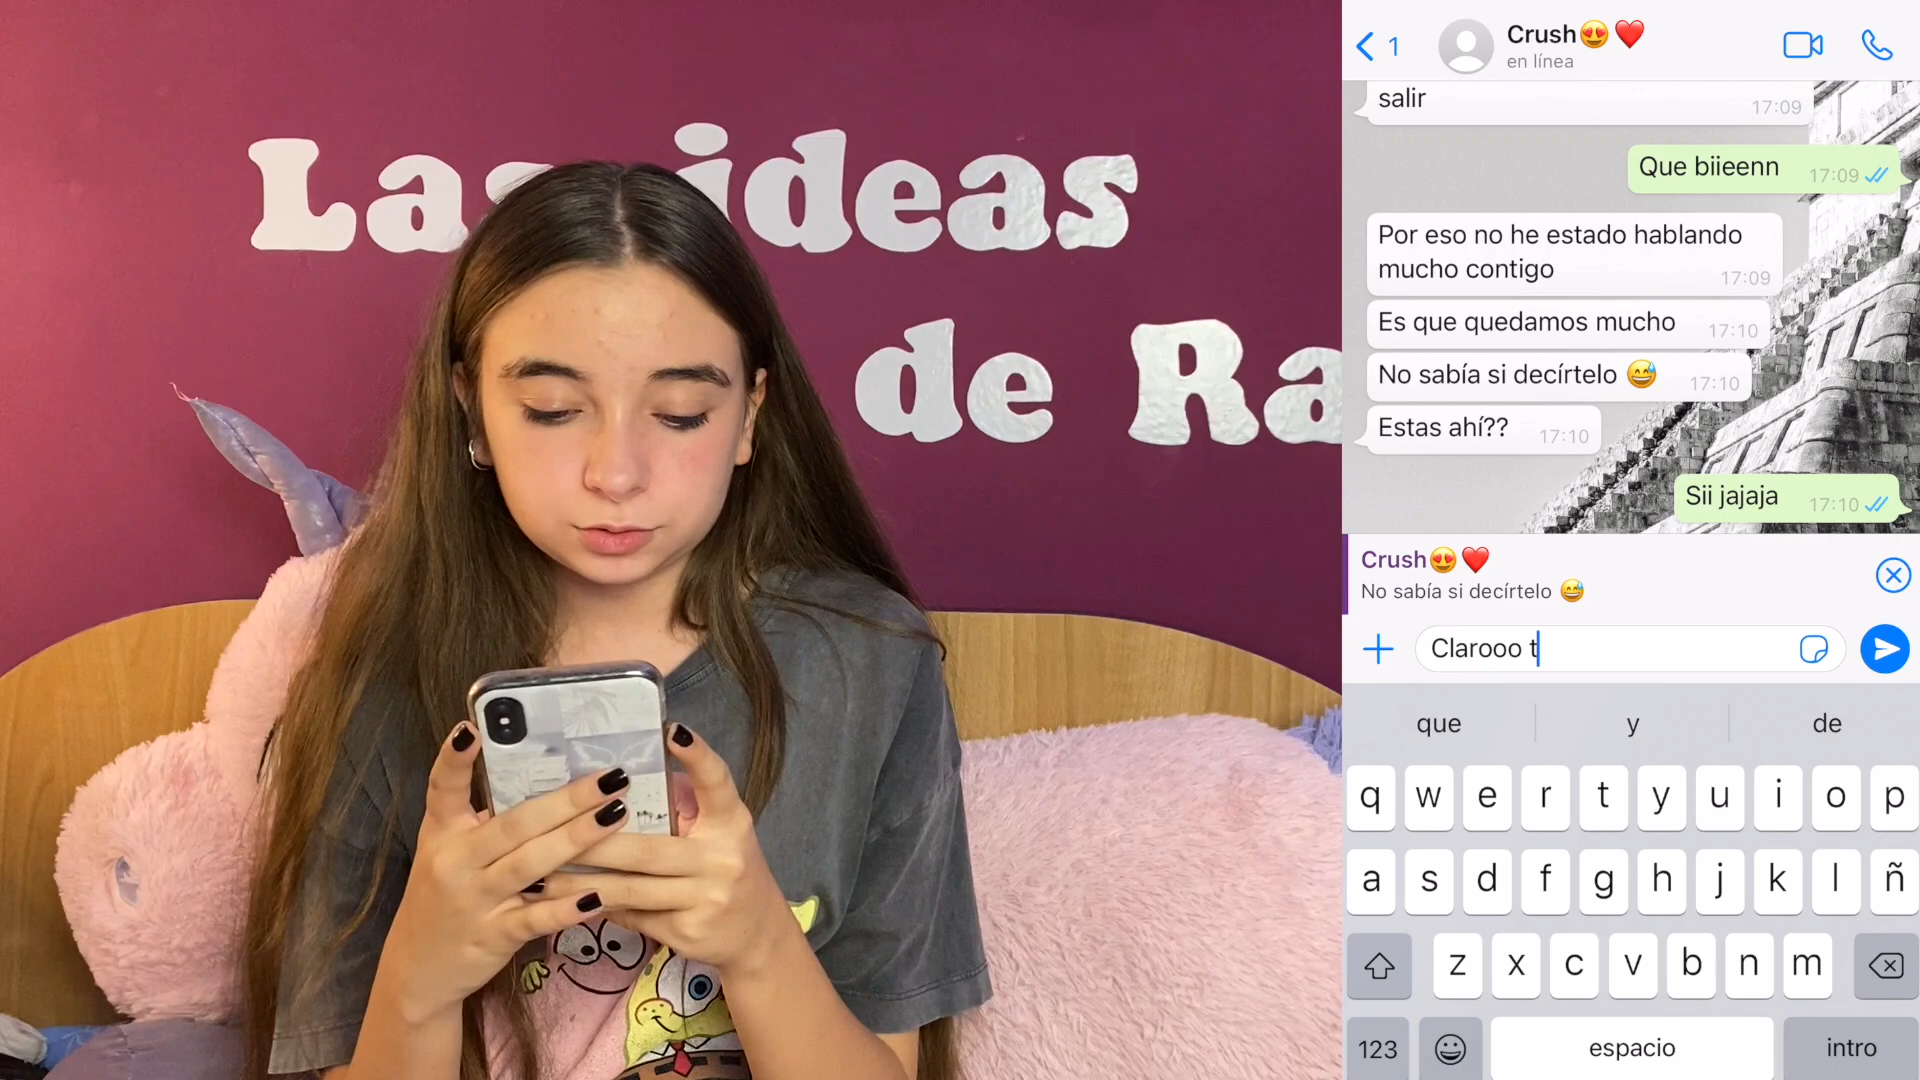 Las ideas
de Ra
1
Crush😍❤️
en línea
salir
17:09
Que biieenn 17:09
Por eso no he estado hablando
mucho contigo
17:09
Es que quedamos mucho 17:10
No sabía si decírtelo 😅 17:10
Estas ahí?? 17:10
Sii jajaja 17:10
Crush😍❤️
No sabía si decírtelo 😅
Clarooo t
que y de
q w e r t y u i o p
a s d f g h j k l ñ
z x c v b n m
123 espacio intro